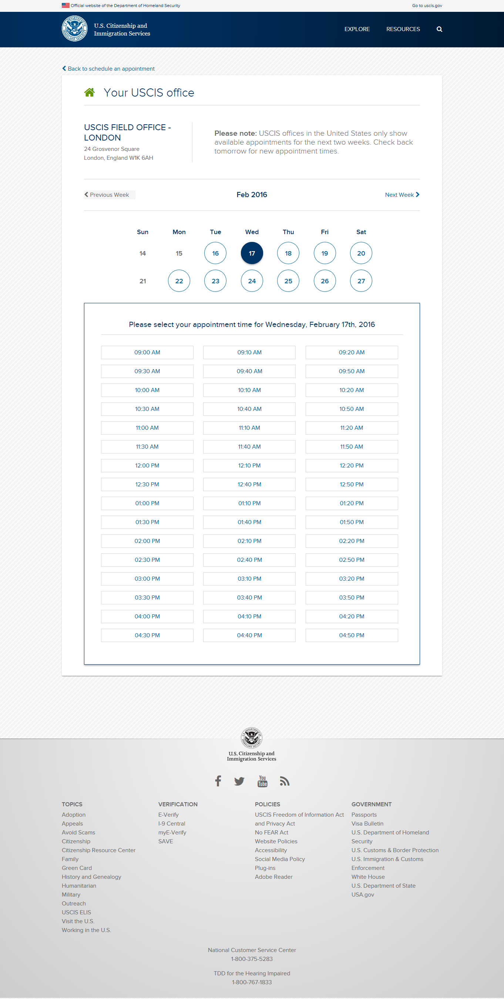 Official website of the Department of Homeland Security
Go to uscis.gov
U.S. Citizenship and
Immigration Services
EXPLORE
RESOURCES
Back to schedule an appointment
Your USCIS office
USCIS FIELD OFFICE -
LONDON
24 Grosvenor Square
London, England W1K 6AH
Please note: USCIS offices in the United States only show
available appointments for the next two weeks. Check back
tomorrow for new appointment times.
Previous Week
Feb 2016
Next Week
Sun Mon Tue Wed Thu Fri Sat
14 15 16 17 18 19 20
21 22 23 24 25 26 27
Please select your appointment time for Wednesday, February 17th, 2016
09:00 AM 09:10 AM 09:20 AM
09:30 AM 09:40 AM 09:50 AM
10:00 AM 10:10 AM 10:20 AM
10:30 AM 10:40 AM 10:50 AM
11:00 AM 11:10 AM 11:20 AM
11:30 AM 11:40 AM 11:50 AM
12:00 PM 12:10 PM 12:20 PM
12:30 PM 12:40 PM 12:50 PM
01:00 PM 01:10 PM 01:20 PM
01:30 PM 01:40 PM 01:50 PM
02:00 PM 02:10 PM 02:20 PM
02:30 PM 02:40 PM 02:50 PM
03:00 PM 03:10 PM 03:20 PM
03:30 PM 03:40 PM 03:50 PM
04:00 PM 04:10 PM 04:20 PM
04:30 PM 04:40 PM 04:50 PM
U.S. DEPARTMENT OF HOMELAND SECURITY
U.S. Citizenship and
Immigration Services
You
Tube
TOPICS
Adoption
Appeals
Avoid Scams
Citizenship
Citizenship Resource Center
Family
Green Card
History and Genealogy
Humanitarian
Military
Outreach
USCIS ELIS
Visit the U.S.
Working in the U.S.
VERIFICATION
E-Verify
I-9 Central
myE-Verify
SAVE
POLICIES
USCIS Freedom of Information Act
and Privacy Act
No FEAR Act
Website Policies
Accessibility
Social Media Policy
Plug-ins
Adobe Reader
GOVERNMENT
Passports
Visa Bulletin
U.S. Department of Homeland
Security
U.S. Customs & Border Protection
U.S. Immigration & Customs
Enforcement
White House
U.S. Department of State
USA.gov
National Customer Service Center
1-800-375-5283
TDD for the Hearing Impaired
1-800-767-1833